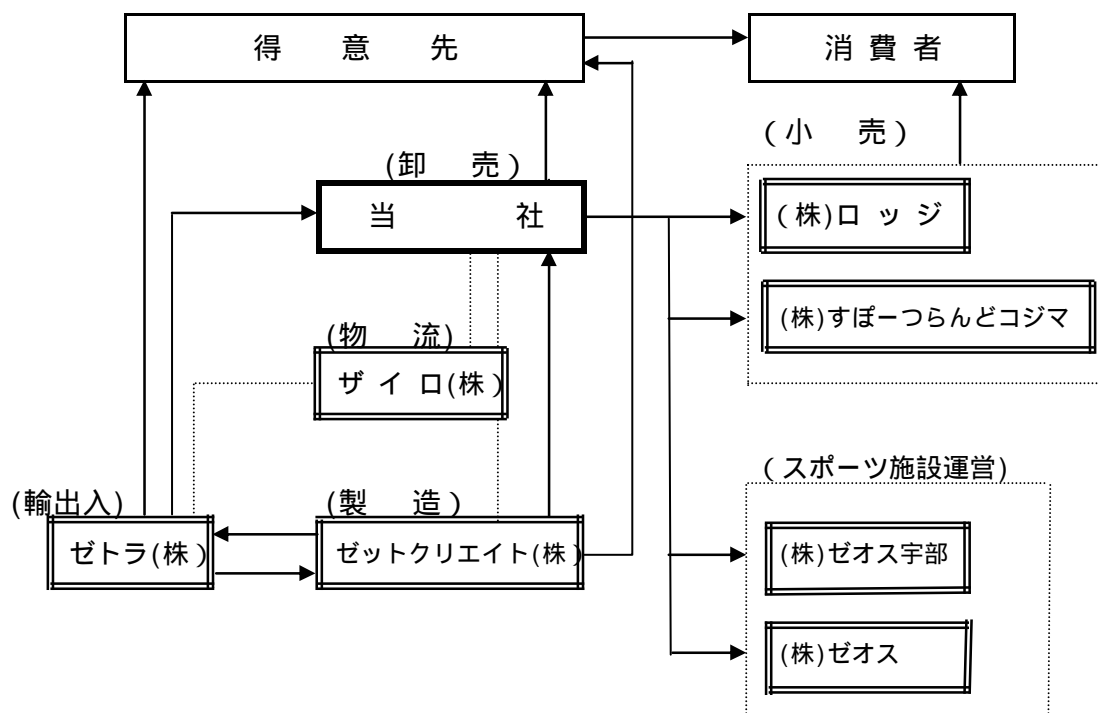 得 意 先
消 費 者
(小 売)
(卸 売)
当 社
(株)ロ ッ ジ
(株)すぽーつらんどコジマ
(物 流)
ザ イ ロ(株)
(スポーツ施設運営)
(輸出入)
(製 造)
ゼトラ(株)
ゼットクリエイト(株)
(株)ゼオス宇部
(株)ゼオス